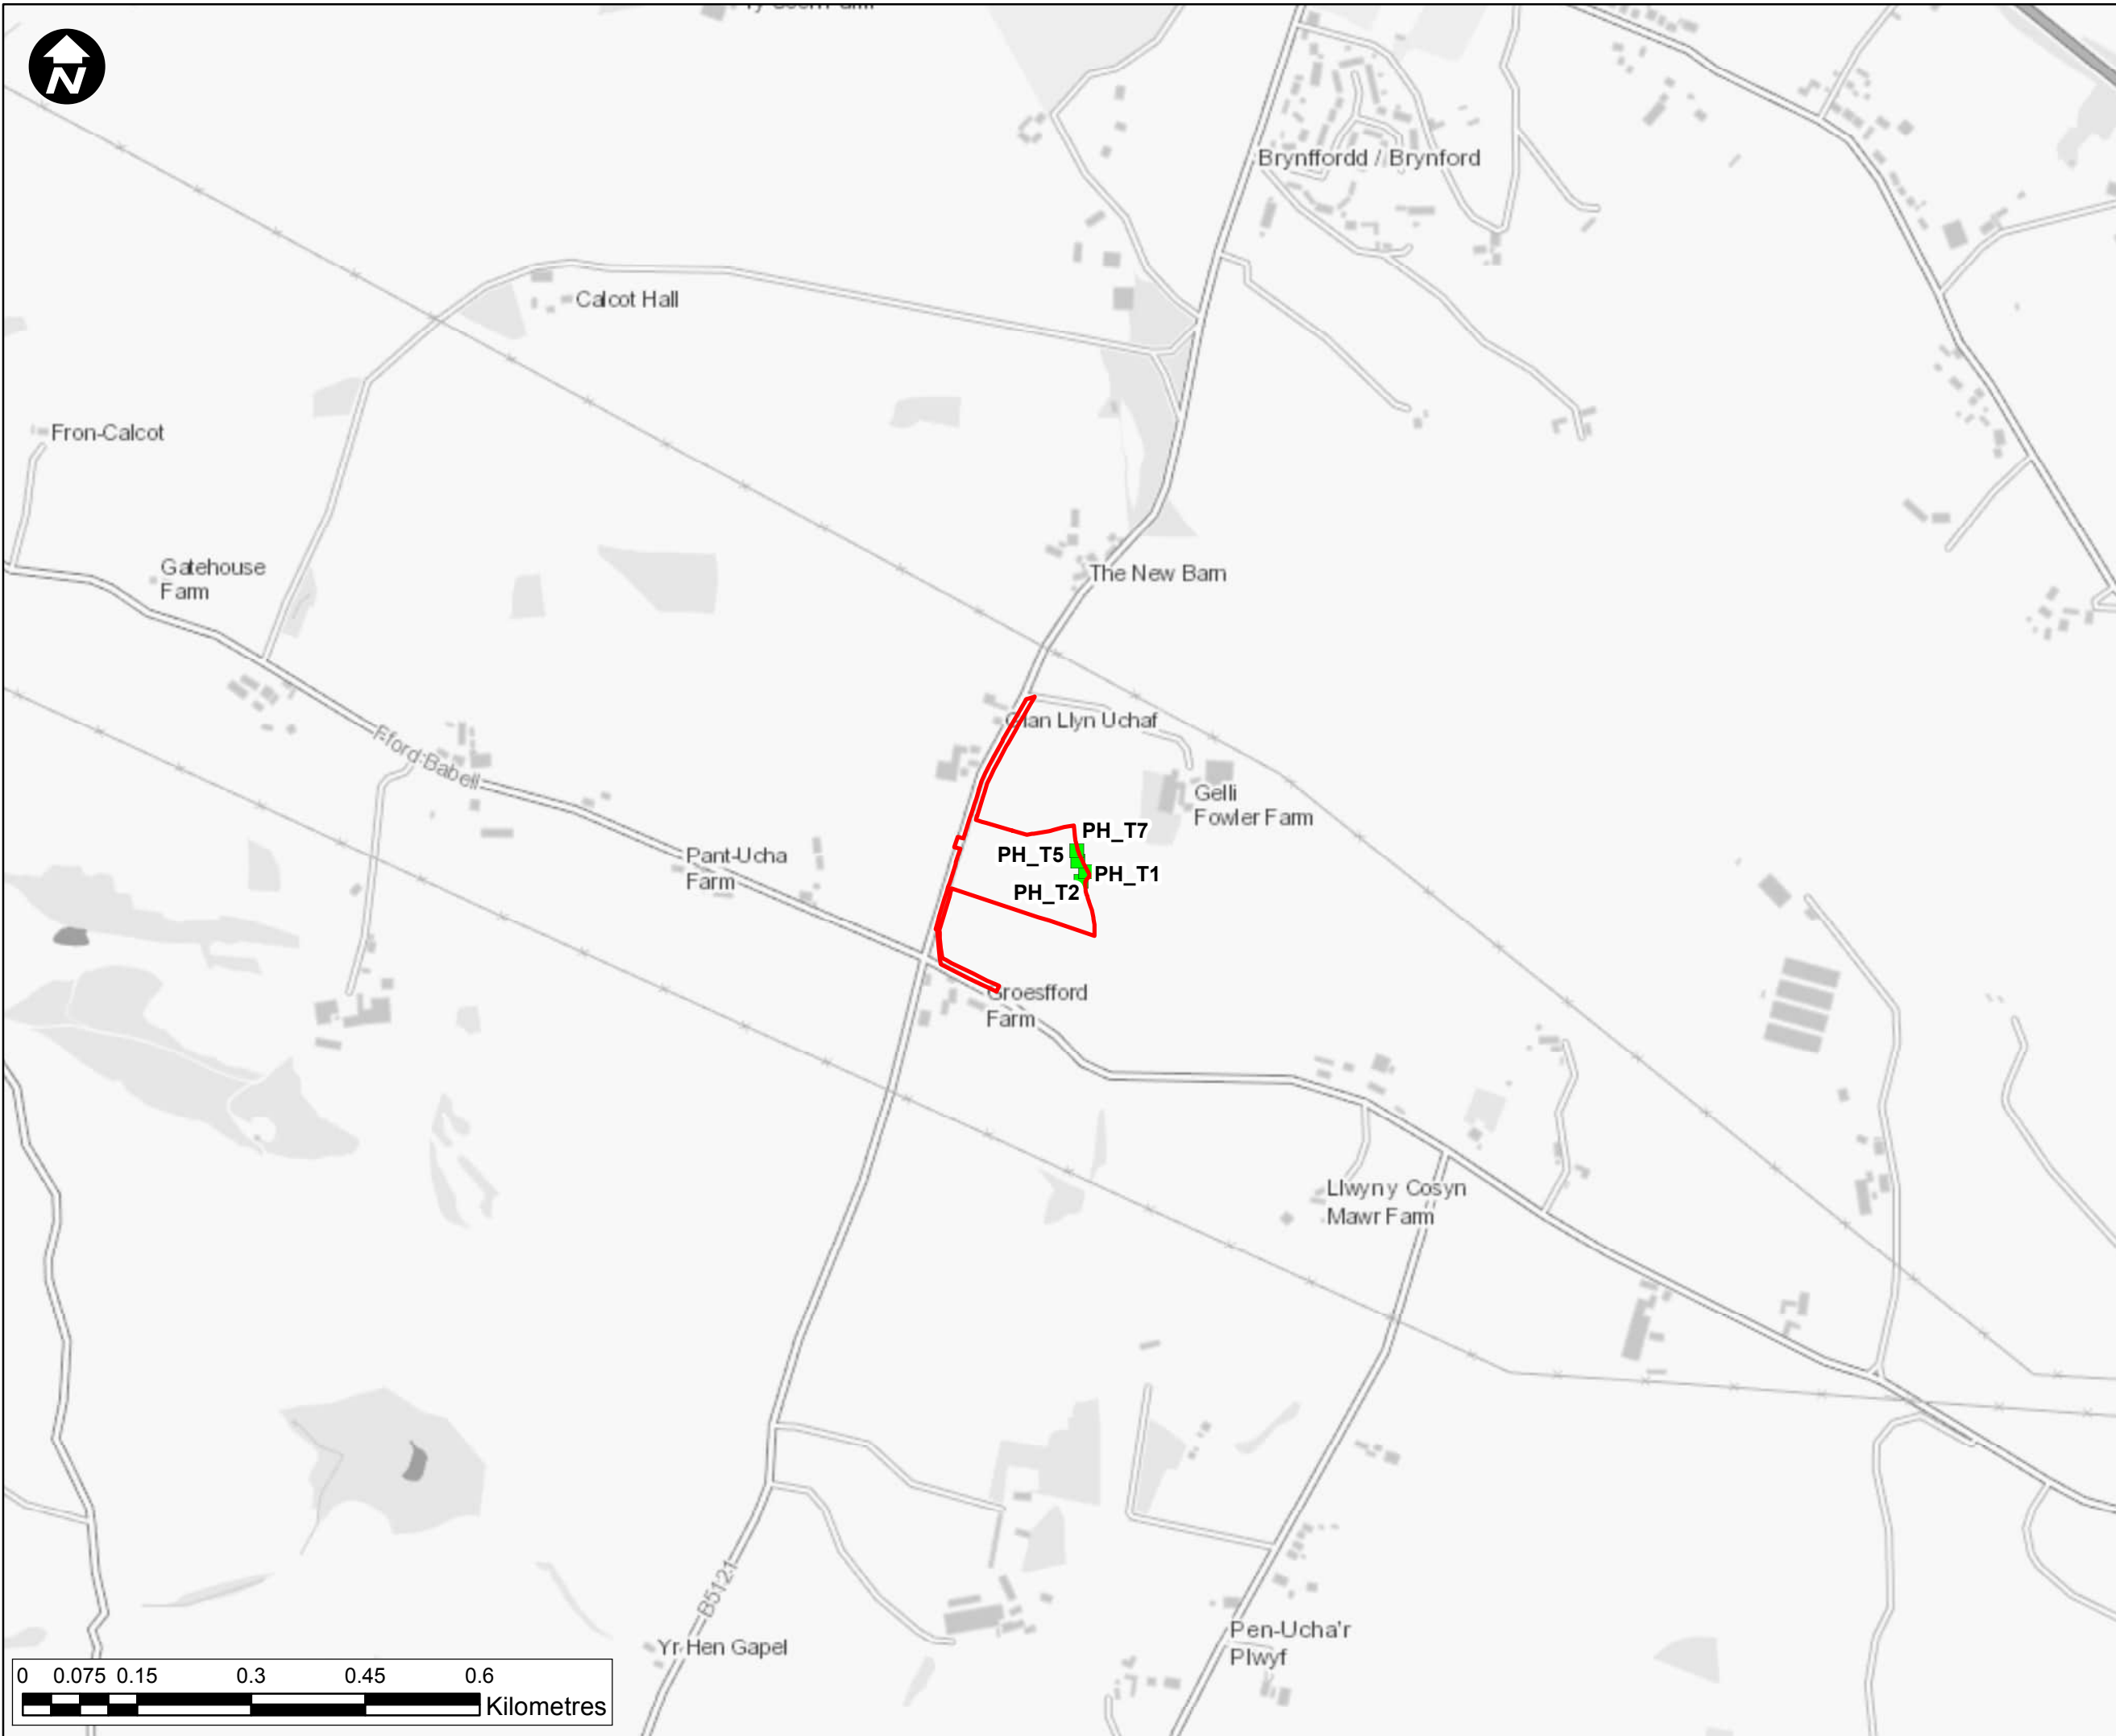 N
Brynffordd / Brynford
Calcot Hall
Fron-Calcot
Gatehouse
Farm
The New Barn
Glan Llyn Uchaf
Fford Babell
Gelli
Fowler Farm
PH_T7
PH_T5
PH_T1
PH_T2
Pant-Ucha
Farm
Groesfford
Farm
Llwyn y Cosyn
Mawr Farm
B5121
Yr Hen Gapel
Pen-Ucha'r
Plwyf
0 0.075 0.15 0.3 0.45 0.6
Kilometres